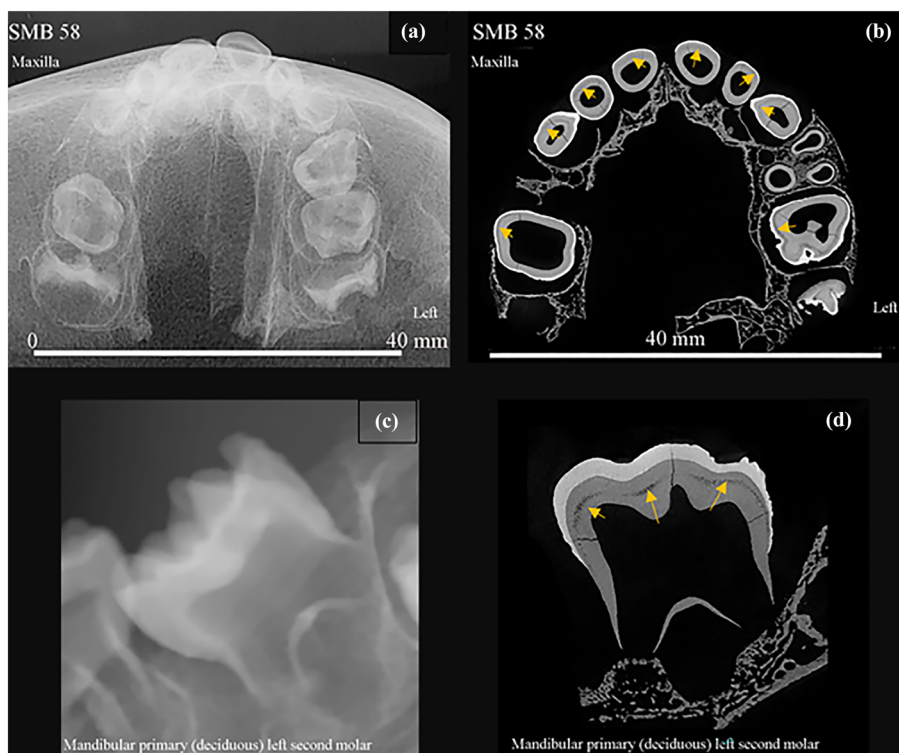 SMB 58
(a)
Maxilla
Left
0
40 mm
SMB 58
(b)
Maxilla
Left
40 mm
(c)
Mandibular primary (deciduous) left second molar
(d)
Mandibular primary (deciduous) left second molar